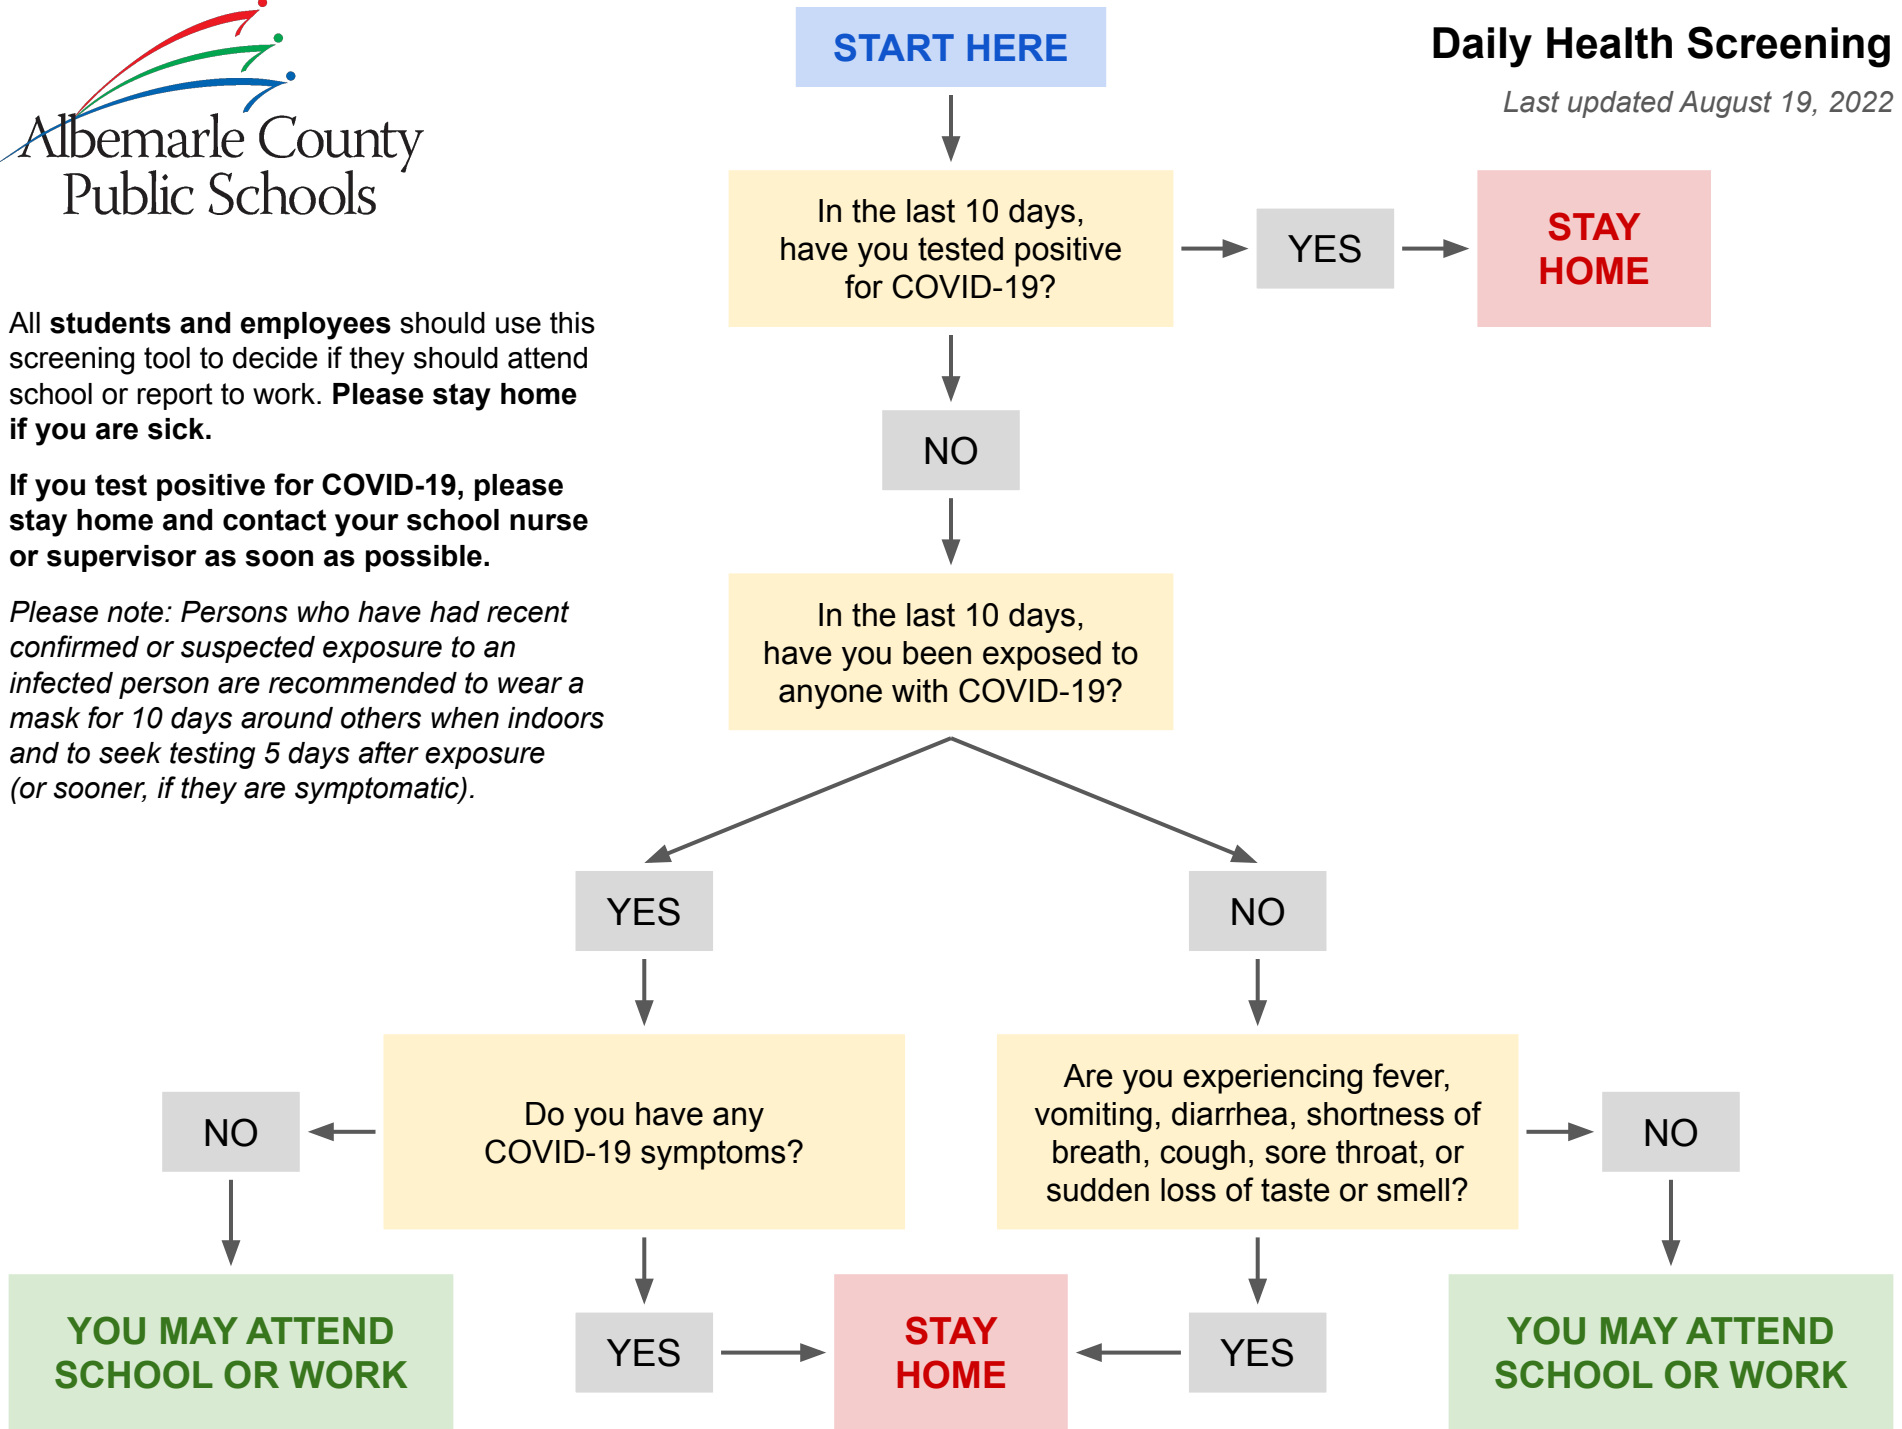 Albemarle County
Public Schools
START HERE
Daily Health Screening
Last updated August 19, 2022
All students and employees should use this
screening tool to decide if they should attend
school or report to work. Please stay home
if you are sick.
If you test positive for COVID-19, please
stay home and contact your school nurse
or supervisor as soon as possible.
Please note: Persons who have had recent
confirmed or suspected exposure to an
infected person are recommended to wear a
mask for 10 days around others when indoors
and to seek testing 5 days after exposure
(or sooner, if they are symptomatic).
In the last 10 days,
have you tested positive
for COVID-19?
YES
STAY
HOME
NO
In the last 10 days,
have you been exposed to
anyone with COVID-19?
YES
NO
Do you have any
COVID-19 symptoms?
Are you experiencing fever,
vomiting, diarrhea, shortness of
breath, cough, sore throat, or
sudden loss of taste or smell?
NO
NO
YOU MAY ATTEND
SCHOOL OR WORK
YES
STAY
HOME
YES
YOU MAY ATTEND
SCHOOL OR WORK